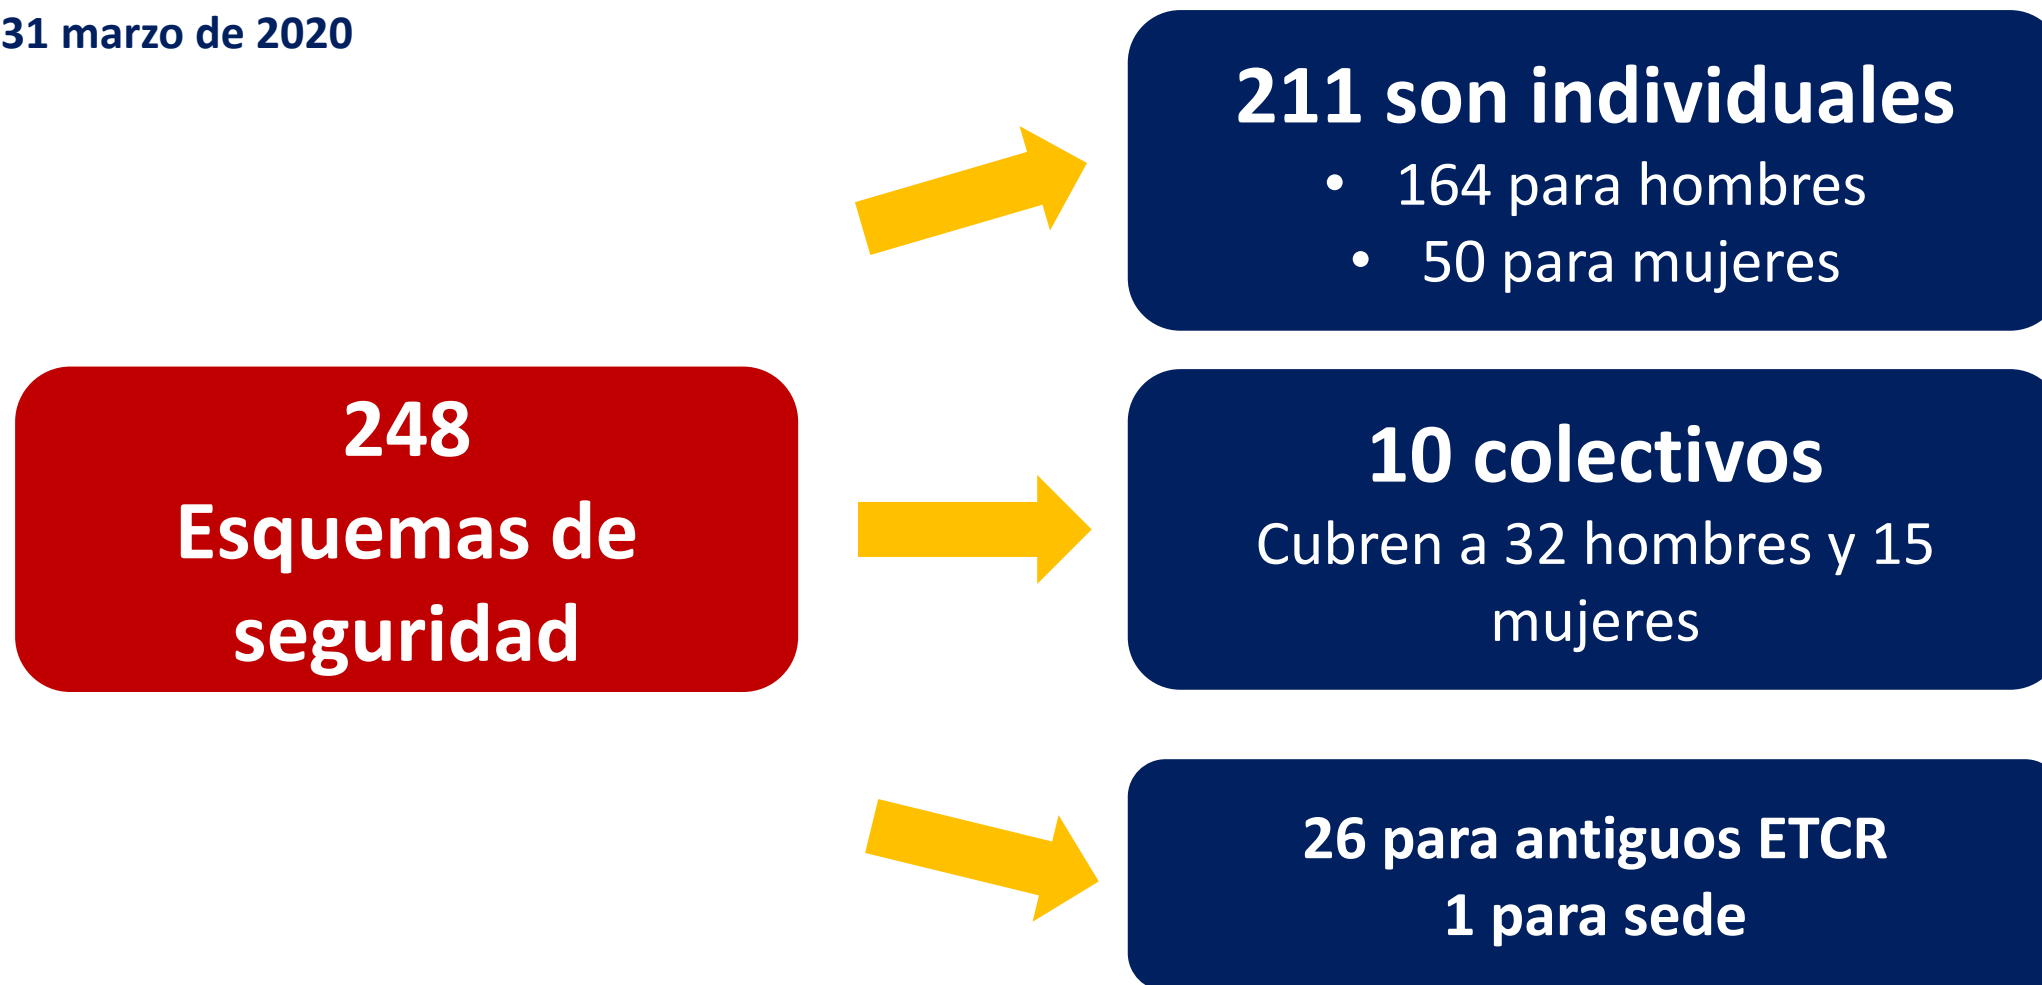 31 marzo de 2020
211 son individuales
• 164 para hombres
• 50 para mujeres
248
Esquemas de
seguridad
10 colectivos
Cubren a 32 hombres y 15
mujeres
26 para antiguos ETCR
1 para sede